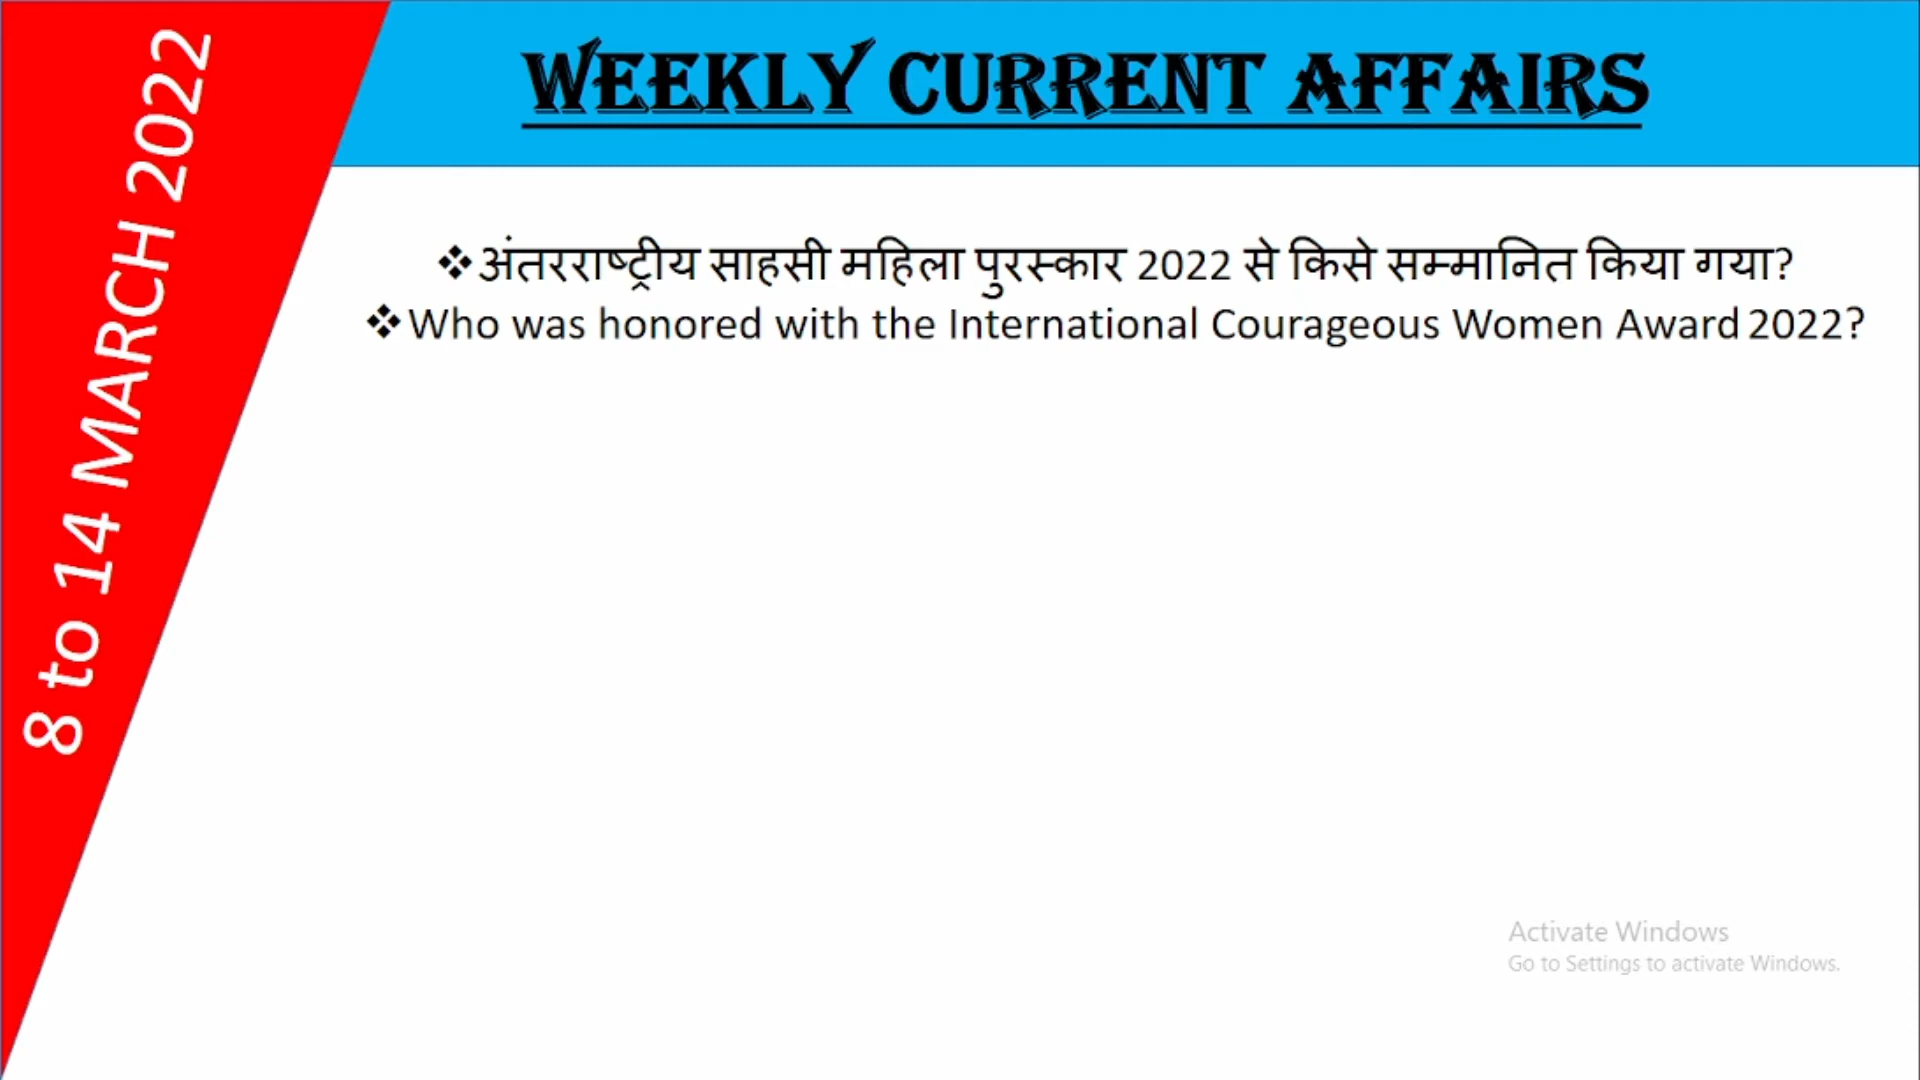 8 to 14 MARCH 2022
WEEKLY CURRENT AFFAIRS
❖अंतरराष्ट्रीय साहसी महिला पुरस्कार 2022 से किसे सम्मानित किया गया?
❖Who was honored with the International Courageous Women Award 2022?
Activate Windows
Go to Settings to activate Windows.